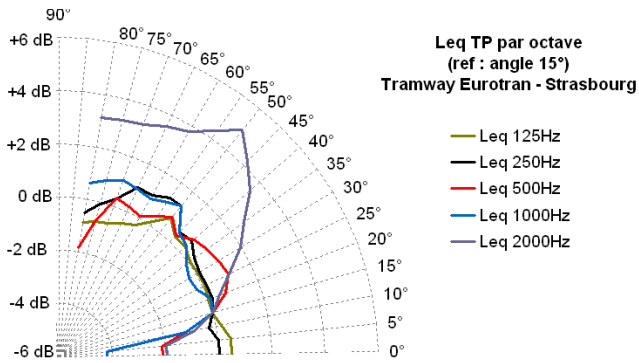 90°
+6 dB
80°
75°
70°
65°
60°
55°
50°
45°
40°
35°
30°
25°
20°
15°
10°
5°
0°
+4 dB
+2 dB
0 dB
-2 dB
-4 dB
-6 dB
Leq TP par octave
(ref : angle 15°)
Tramway Eurotran - Strasbourg
Leq 125Hz
Leq 250Hz
Leq 500Hz
Leq 1000Hz
Leq 2000Hz